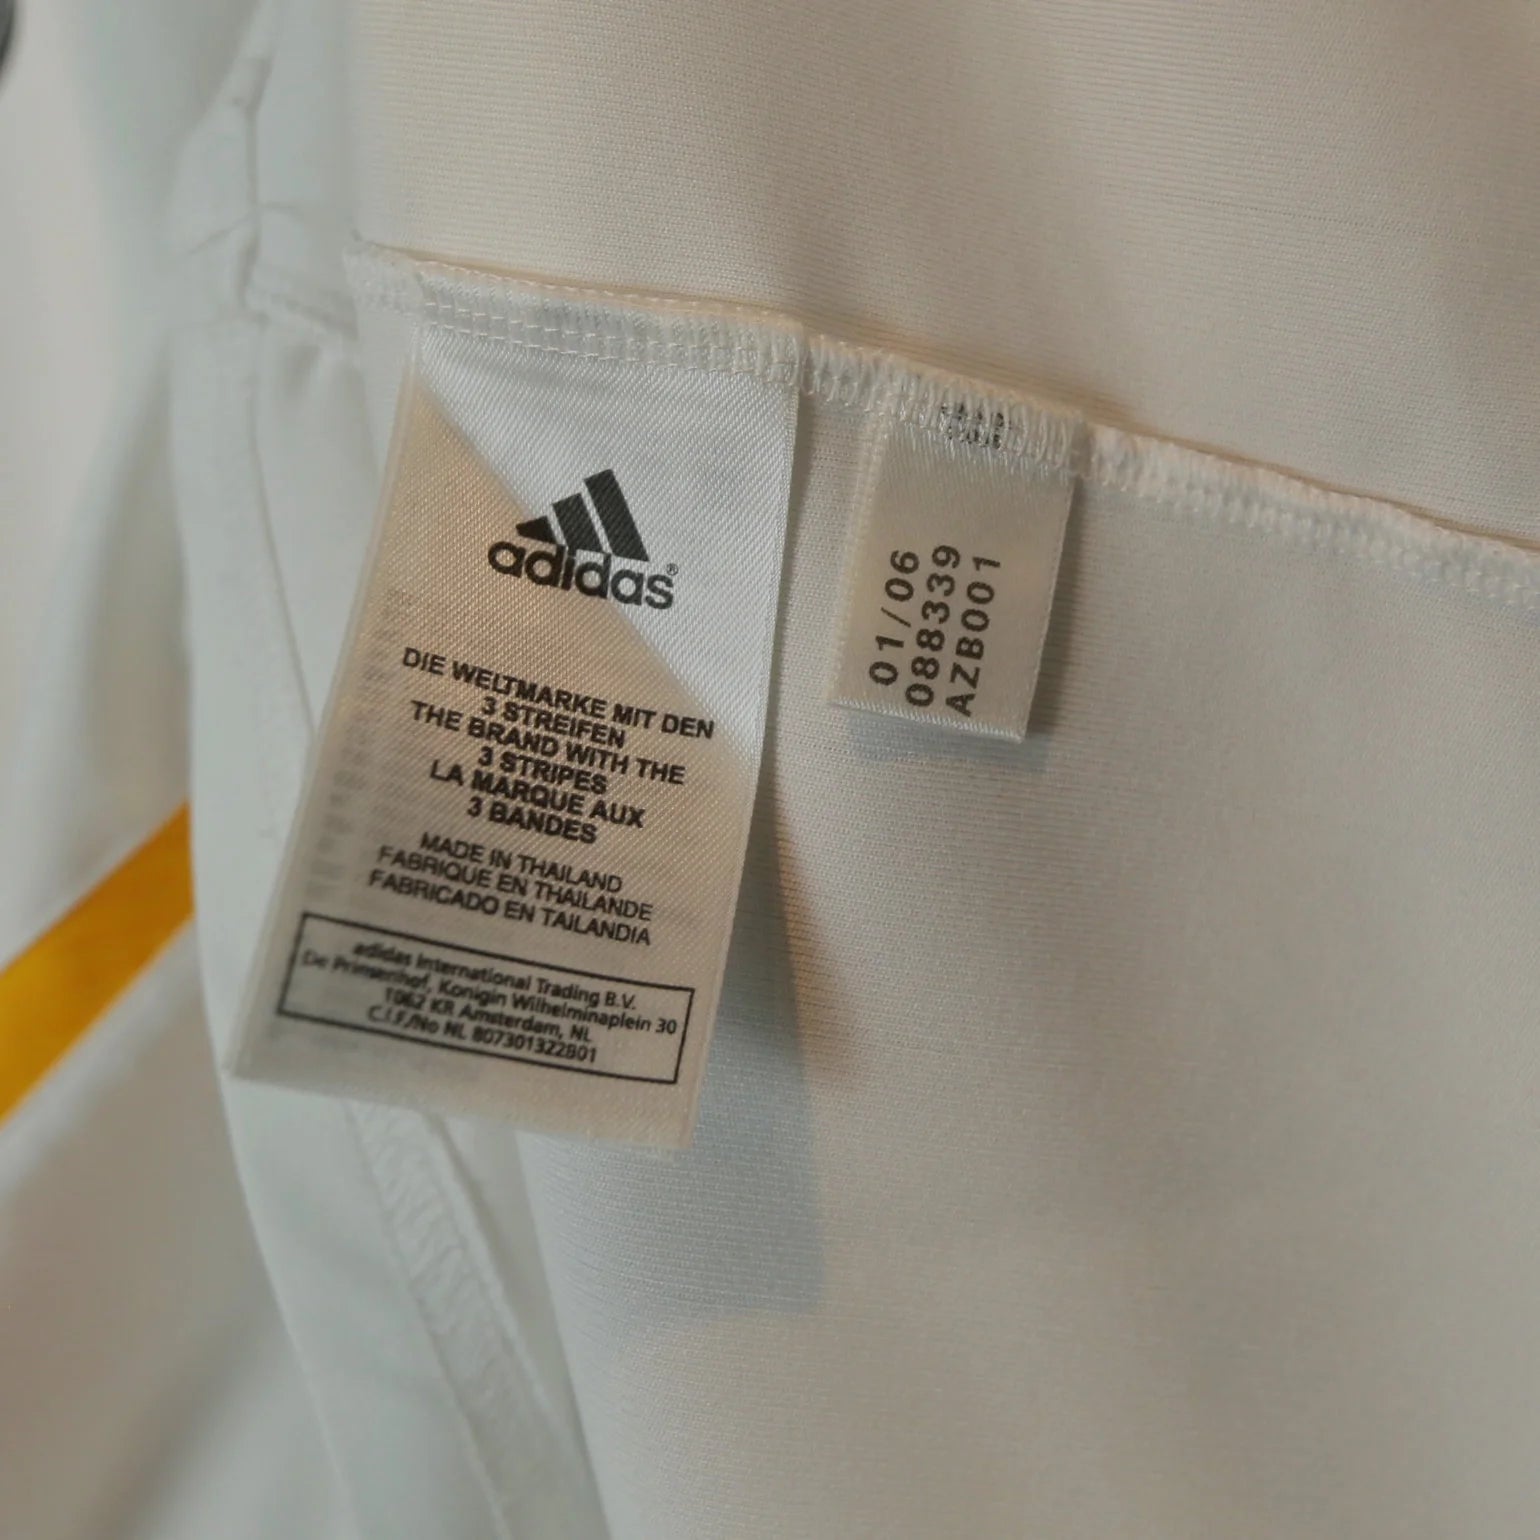 adidas®
DIE WELTMARKE MIT DEN
3 STREIFEN
THE BRAND WITH THE
3 STRIPES
LA MARQUE AUX
3 BANDES
MADE IN THAILAND
FABRIQUE EN THAILANDE
FABRICADO EN TAILANDIA
adidas International Trading B.V.
De Primsenhof, Konigin Wilhelminaplein 30
1062 KR Amsterdam, NL
C.I.F./No NL 807301322B01
01/06
088339
AZB001